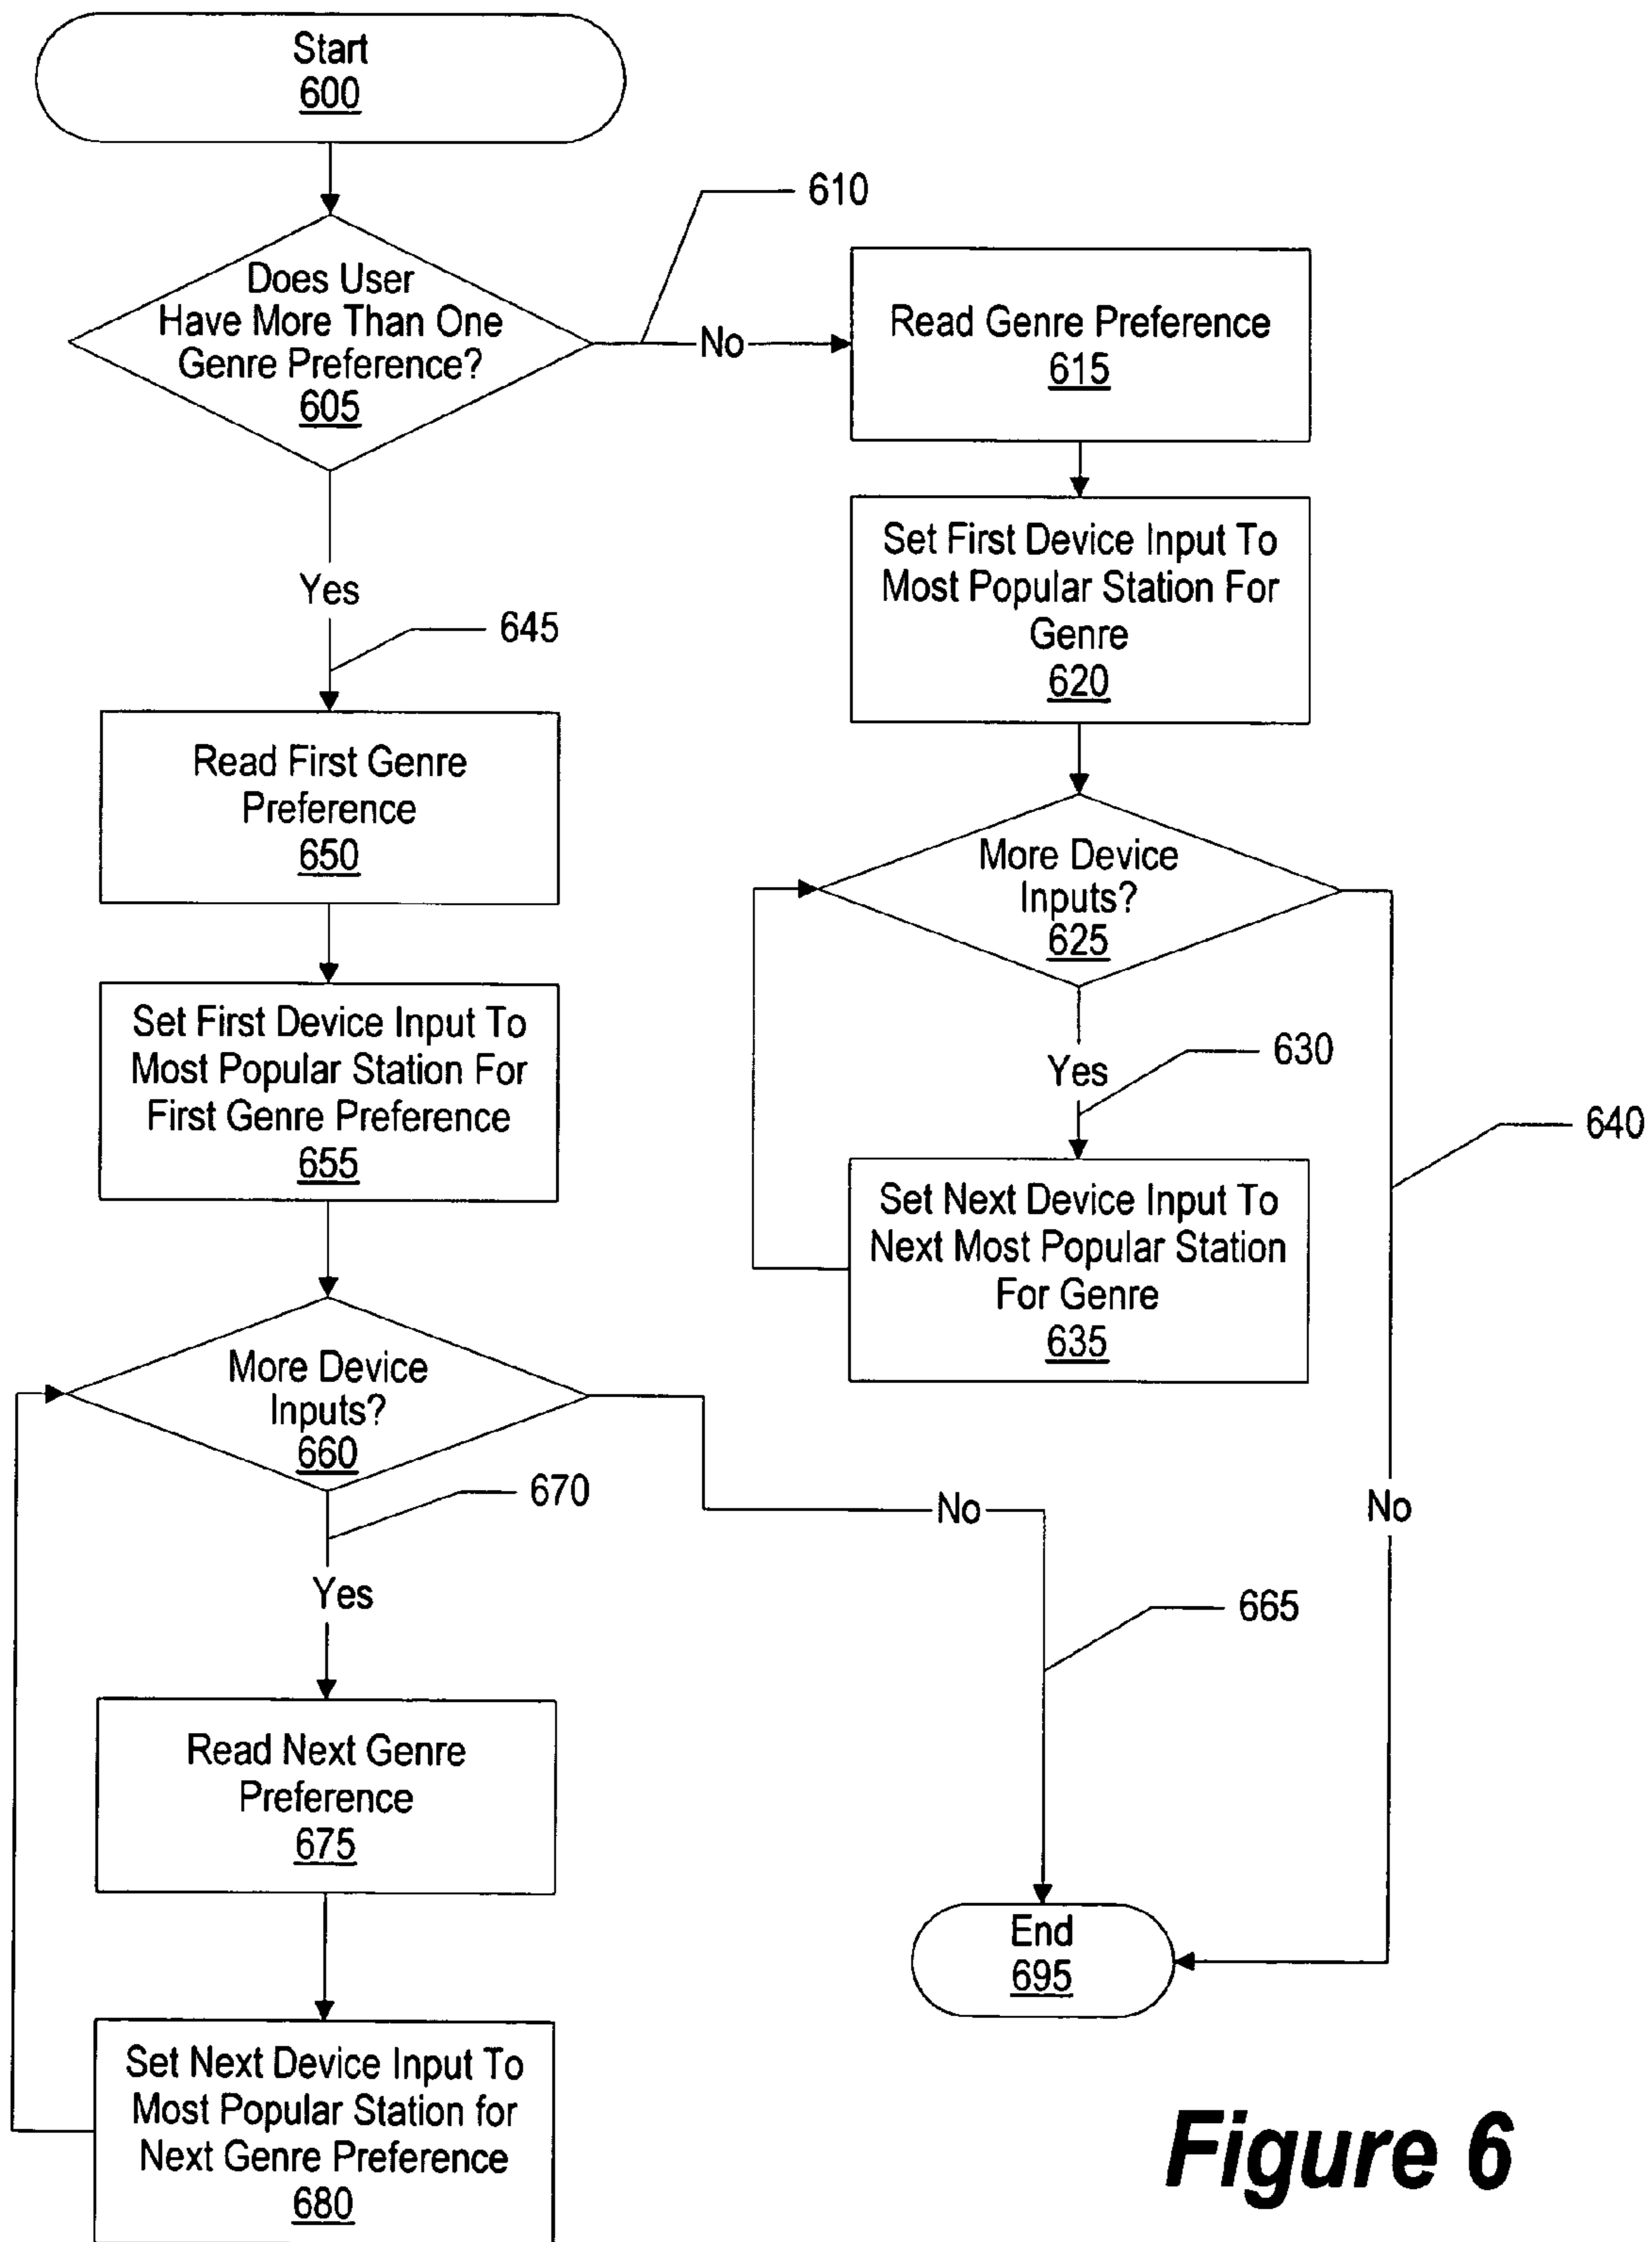 Start
600
610
Does User
Have More Than One
Genre Preference?
605
No
Read Genre Preference
615
Set First Device Input To
Most Popular Station For
Genre
620
Yes
645
Read First Genre
Preference
650
More Device
Inputs?
625
Set First Device Input To
Most Popular Station For
First Genre Preference
655
Yes
630
640
Set Next Device Input To
Next Most Popular Station
For Genre
635
More Device
Inputs?
660
670
No
No
Yes
665
Read Next Genre
Preference
675
End
695
Set Next Device Input To
Most Popular Station for
Next Genre Preference
680
Figure 6